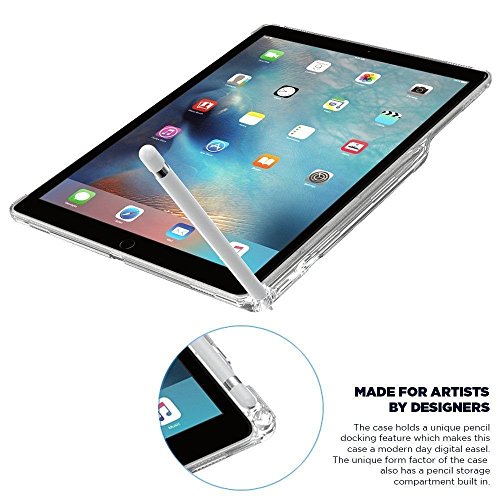 Music
MADE FOR ARTISTS
BY DESIGNERS
The case holds a unique pencil
docking feature which makes this
case a modern day digital easel.
The unique form factor of the case
also has a pencil storage
compartment built in.